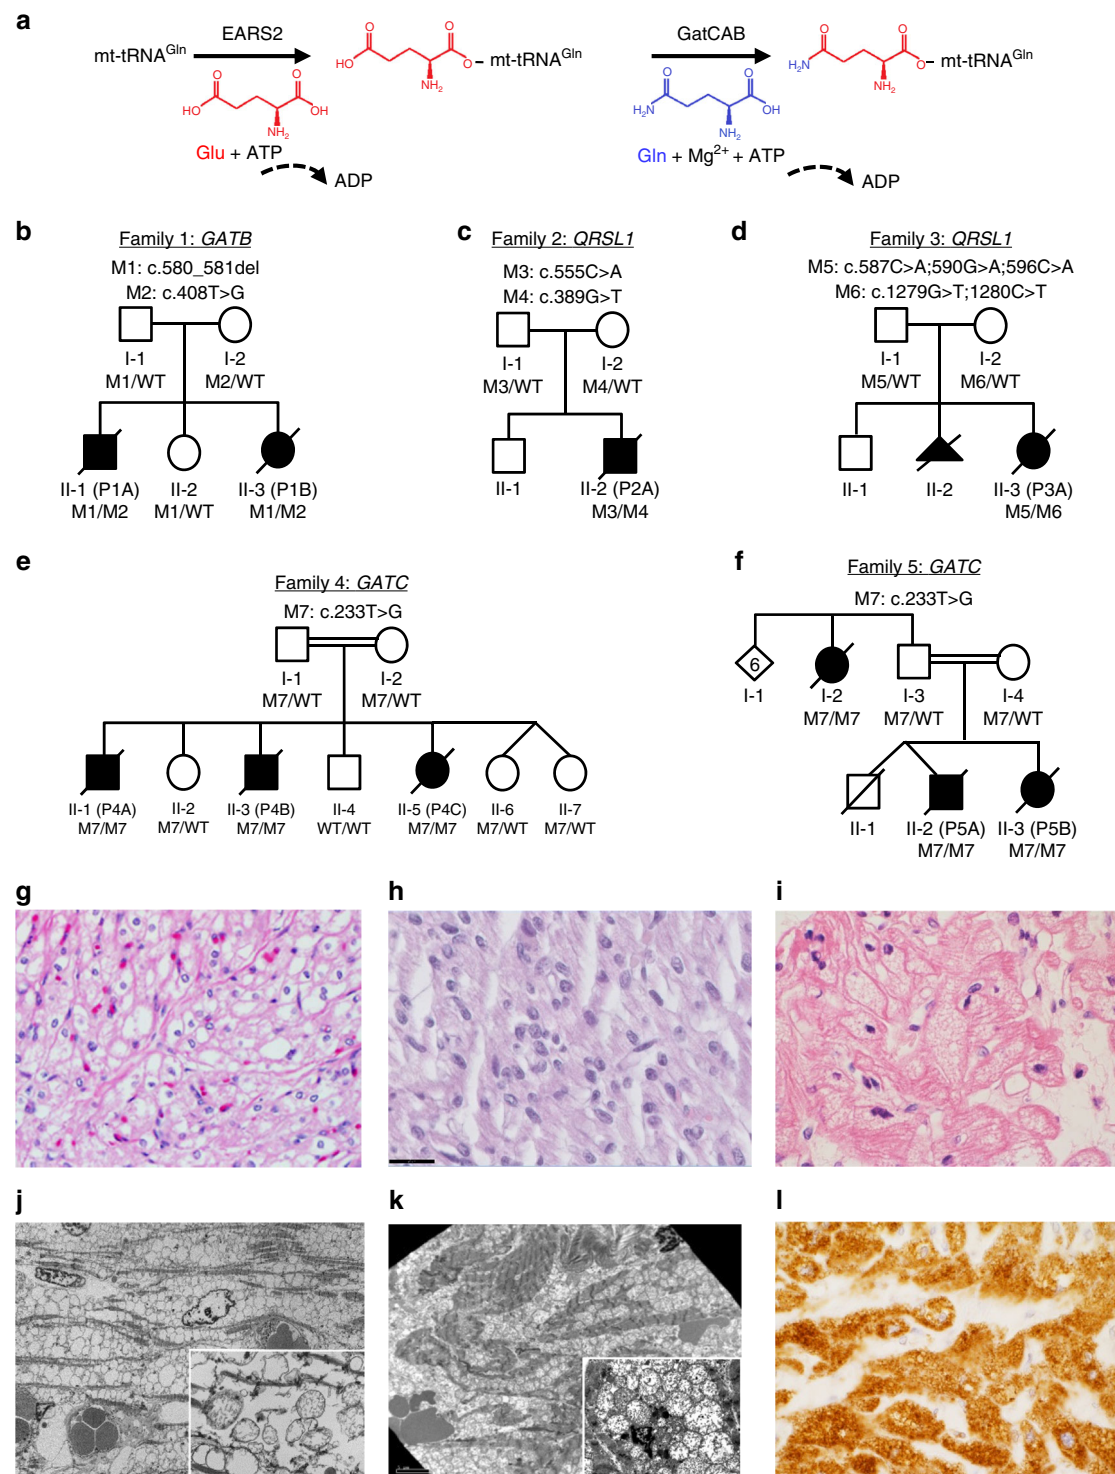 a
mt-tRNAGln
EARS2
O
O
HO
O
NH2
mt-tRNAGln
O
O
HO
OH
NH2
Glu + ATP
ADP
GatCAB
O
O
H2N
O
NH2
mt-tRNAGln
O
O
H2N
OH
NH2
Gln + Mg2+ + ATP
ADP
b
Family 1: GATB
M1: c.580_581del
M2: c.408T>G
I-1
I-2
M1/WT
M2/WT
II-1 (P1A)
II-2
II-3 (P1B)
M1/M2
M1/WT
M1/M2
c
Family 2: QRSL1
M3: c.555C>A
M4: c.389G>T
I-1
I-2
M3/WT
M4/WT
II-1
II-2 (P2A)
M3/M4
d
Family 3: QRSL1
M5: c.587C>A;590G>A;596C>A
M6: c.1279G>T;1280C>T
I-1
I-2
M5/WT
M6/WT
II-1
II-2
II-3 (P3A)
M5/M6
e
Family 4: GATC
M7: c.233T>G
I-1
I-2
M7/WT
M7/WT
II-1 (P4A)
II-2
II-3 (P4B)
II-4
II-5 (P4C)
II-6
II-7
M7/M7
M7/WT
M7/M7
WT/WT
M7/M7
M7/WT
M7/WT
f
Family 5: GATC
M7: c.233T>G
6
I-1
I-2
I-3
I-4
M7/M7
M7/WT
M7/WT
II-1
II-2 (P5A)
II-3 (P5B)
M7/M7
M7/M7
g
h
i
j
k
l